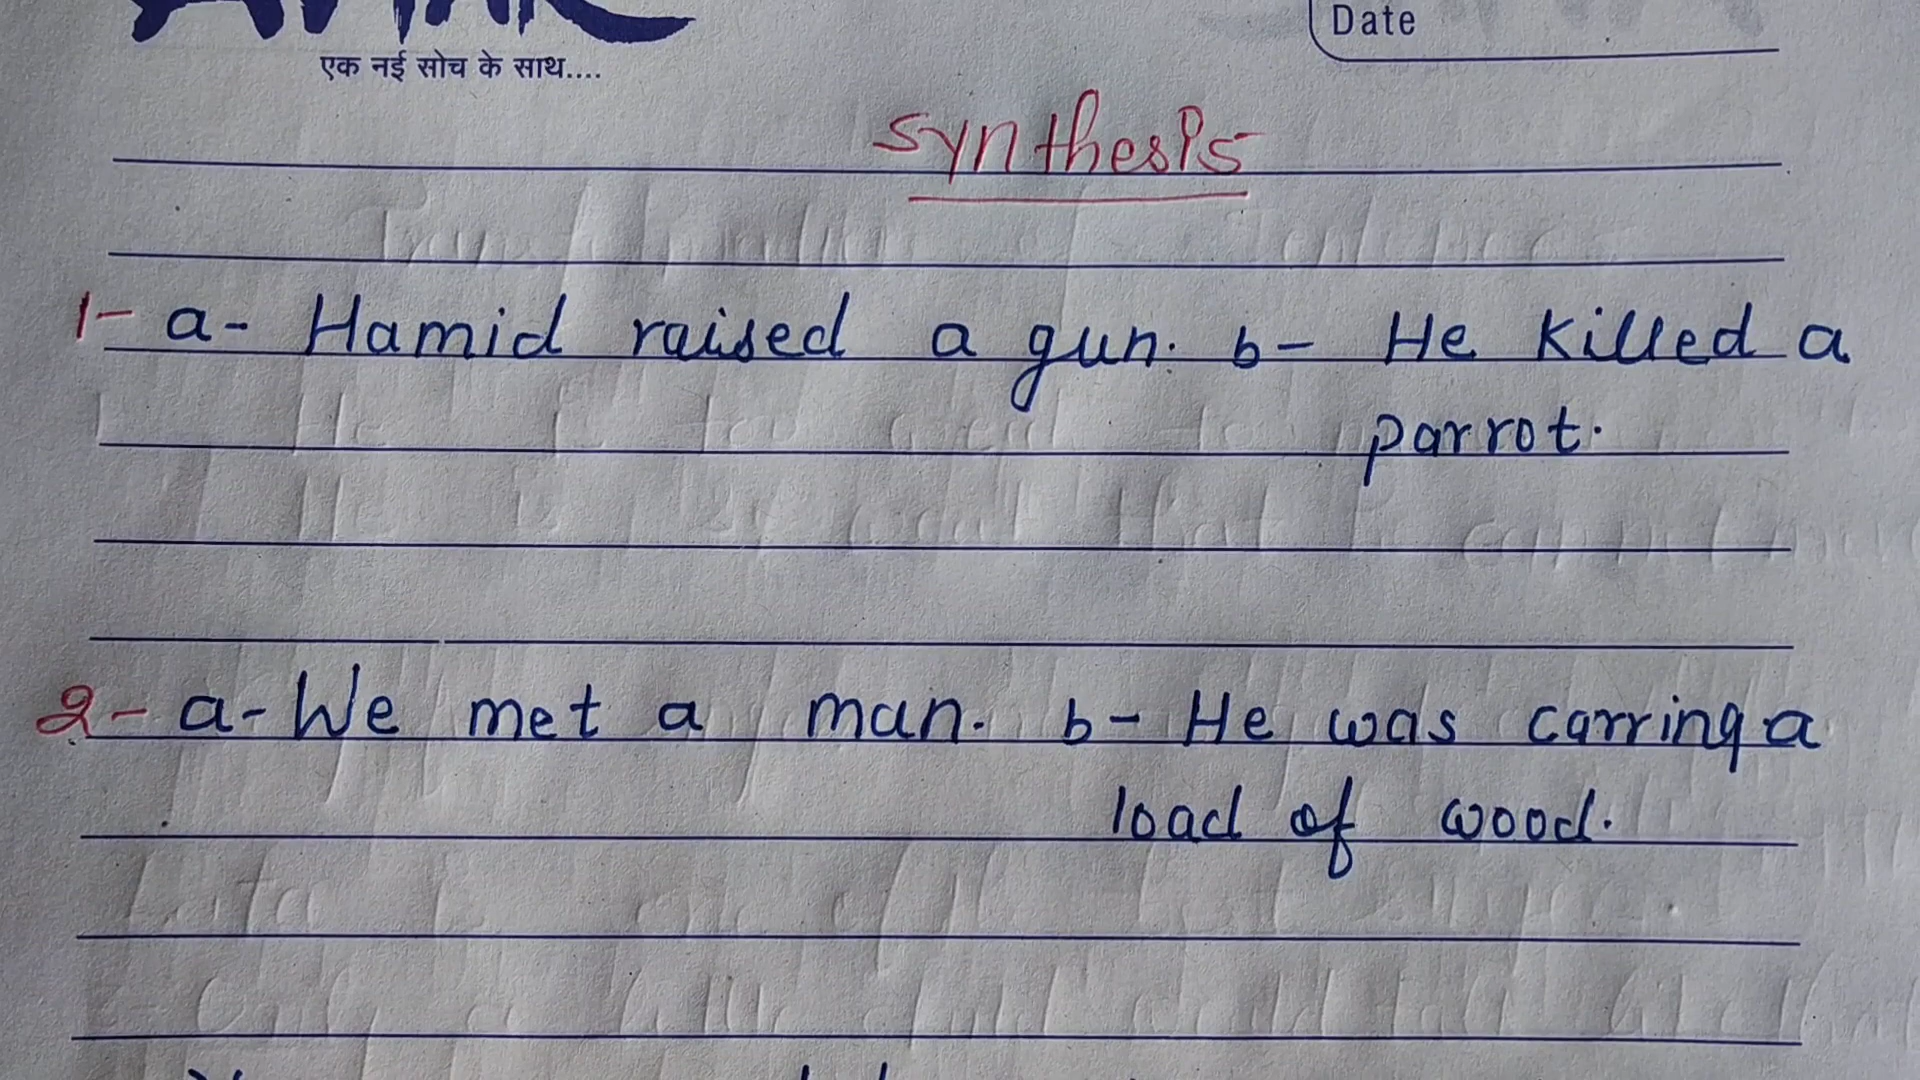 एक नई सोच के साथ....
Date
synthesis
1- a- Hamid raised a gun. b- He killed a
parrot.
2- a- We met a man. b- He was carring a
load of wood.